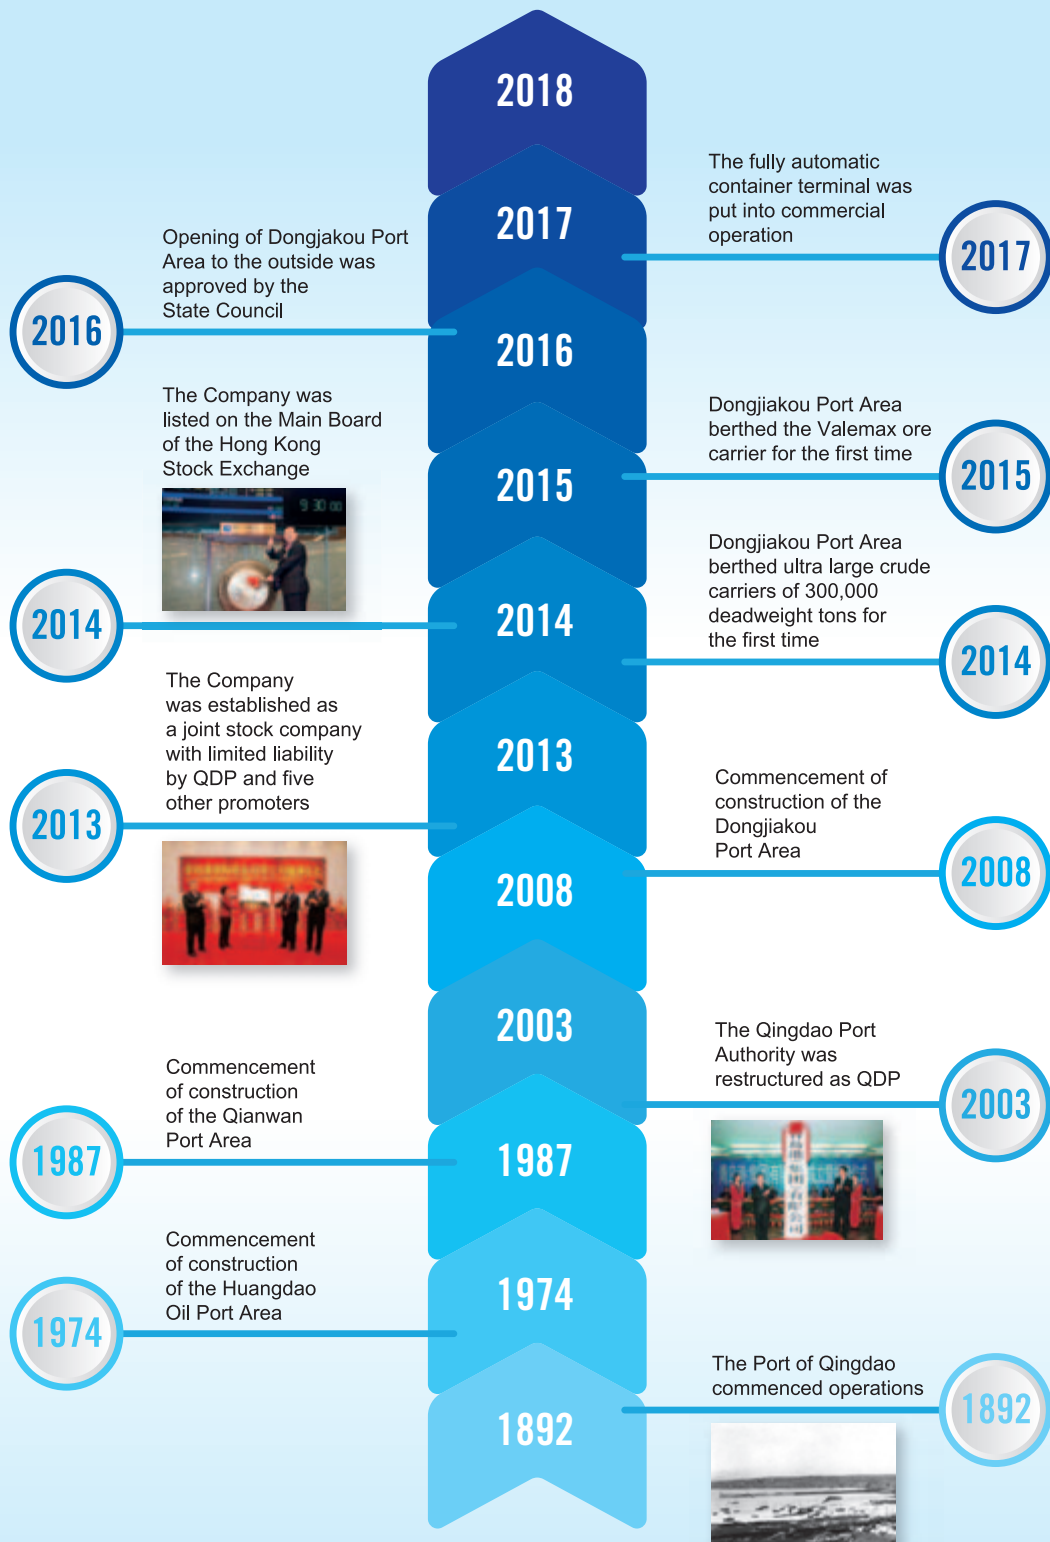 2018
2017
The fully automatic
container terminal was
put into commercial
operation
2017
Opening of Dongjakou Port
Area to the outside was
approved by the
State Council
2016
2016
The Company was
listed on the Main Board
of the Hong Kong
Stock Exchange
9 30 00
Dongjiakou Port Area
berthed the Valemax ore
carrier for the first time
2015
2015
Dongjiakou Port Area
berthed ultra large crude
carriers of 300,000
deadweight tons for
the first time
2014
2014
2014
The Company
was established as
a joint stock company
with limited liability
by QDP and five
other promoters
2013
2013
Commencement of
construction of the
Dongjiakou
Port Area
2008
2008
2003
The Qingdao Port
Authority was
restructured as QDP
2003
Commencement
of construction
of the Qianwan
Port Area
1987
1987
Commencement
of construction
of the Huangdao
Oil Port Area
1974
1974
The Port of Qingdao
commenced operations
1892
1892